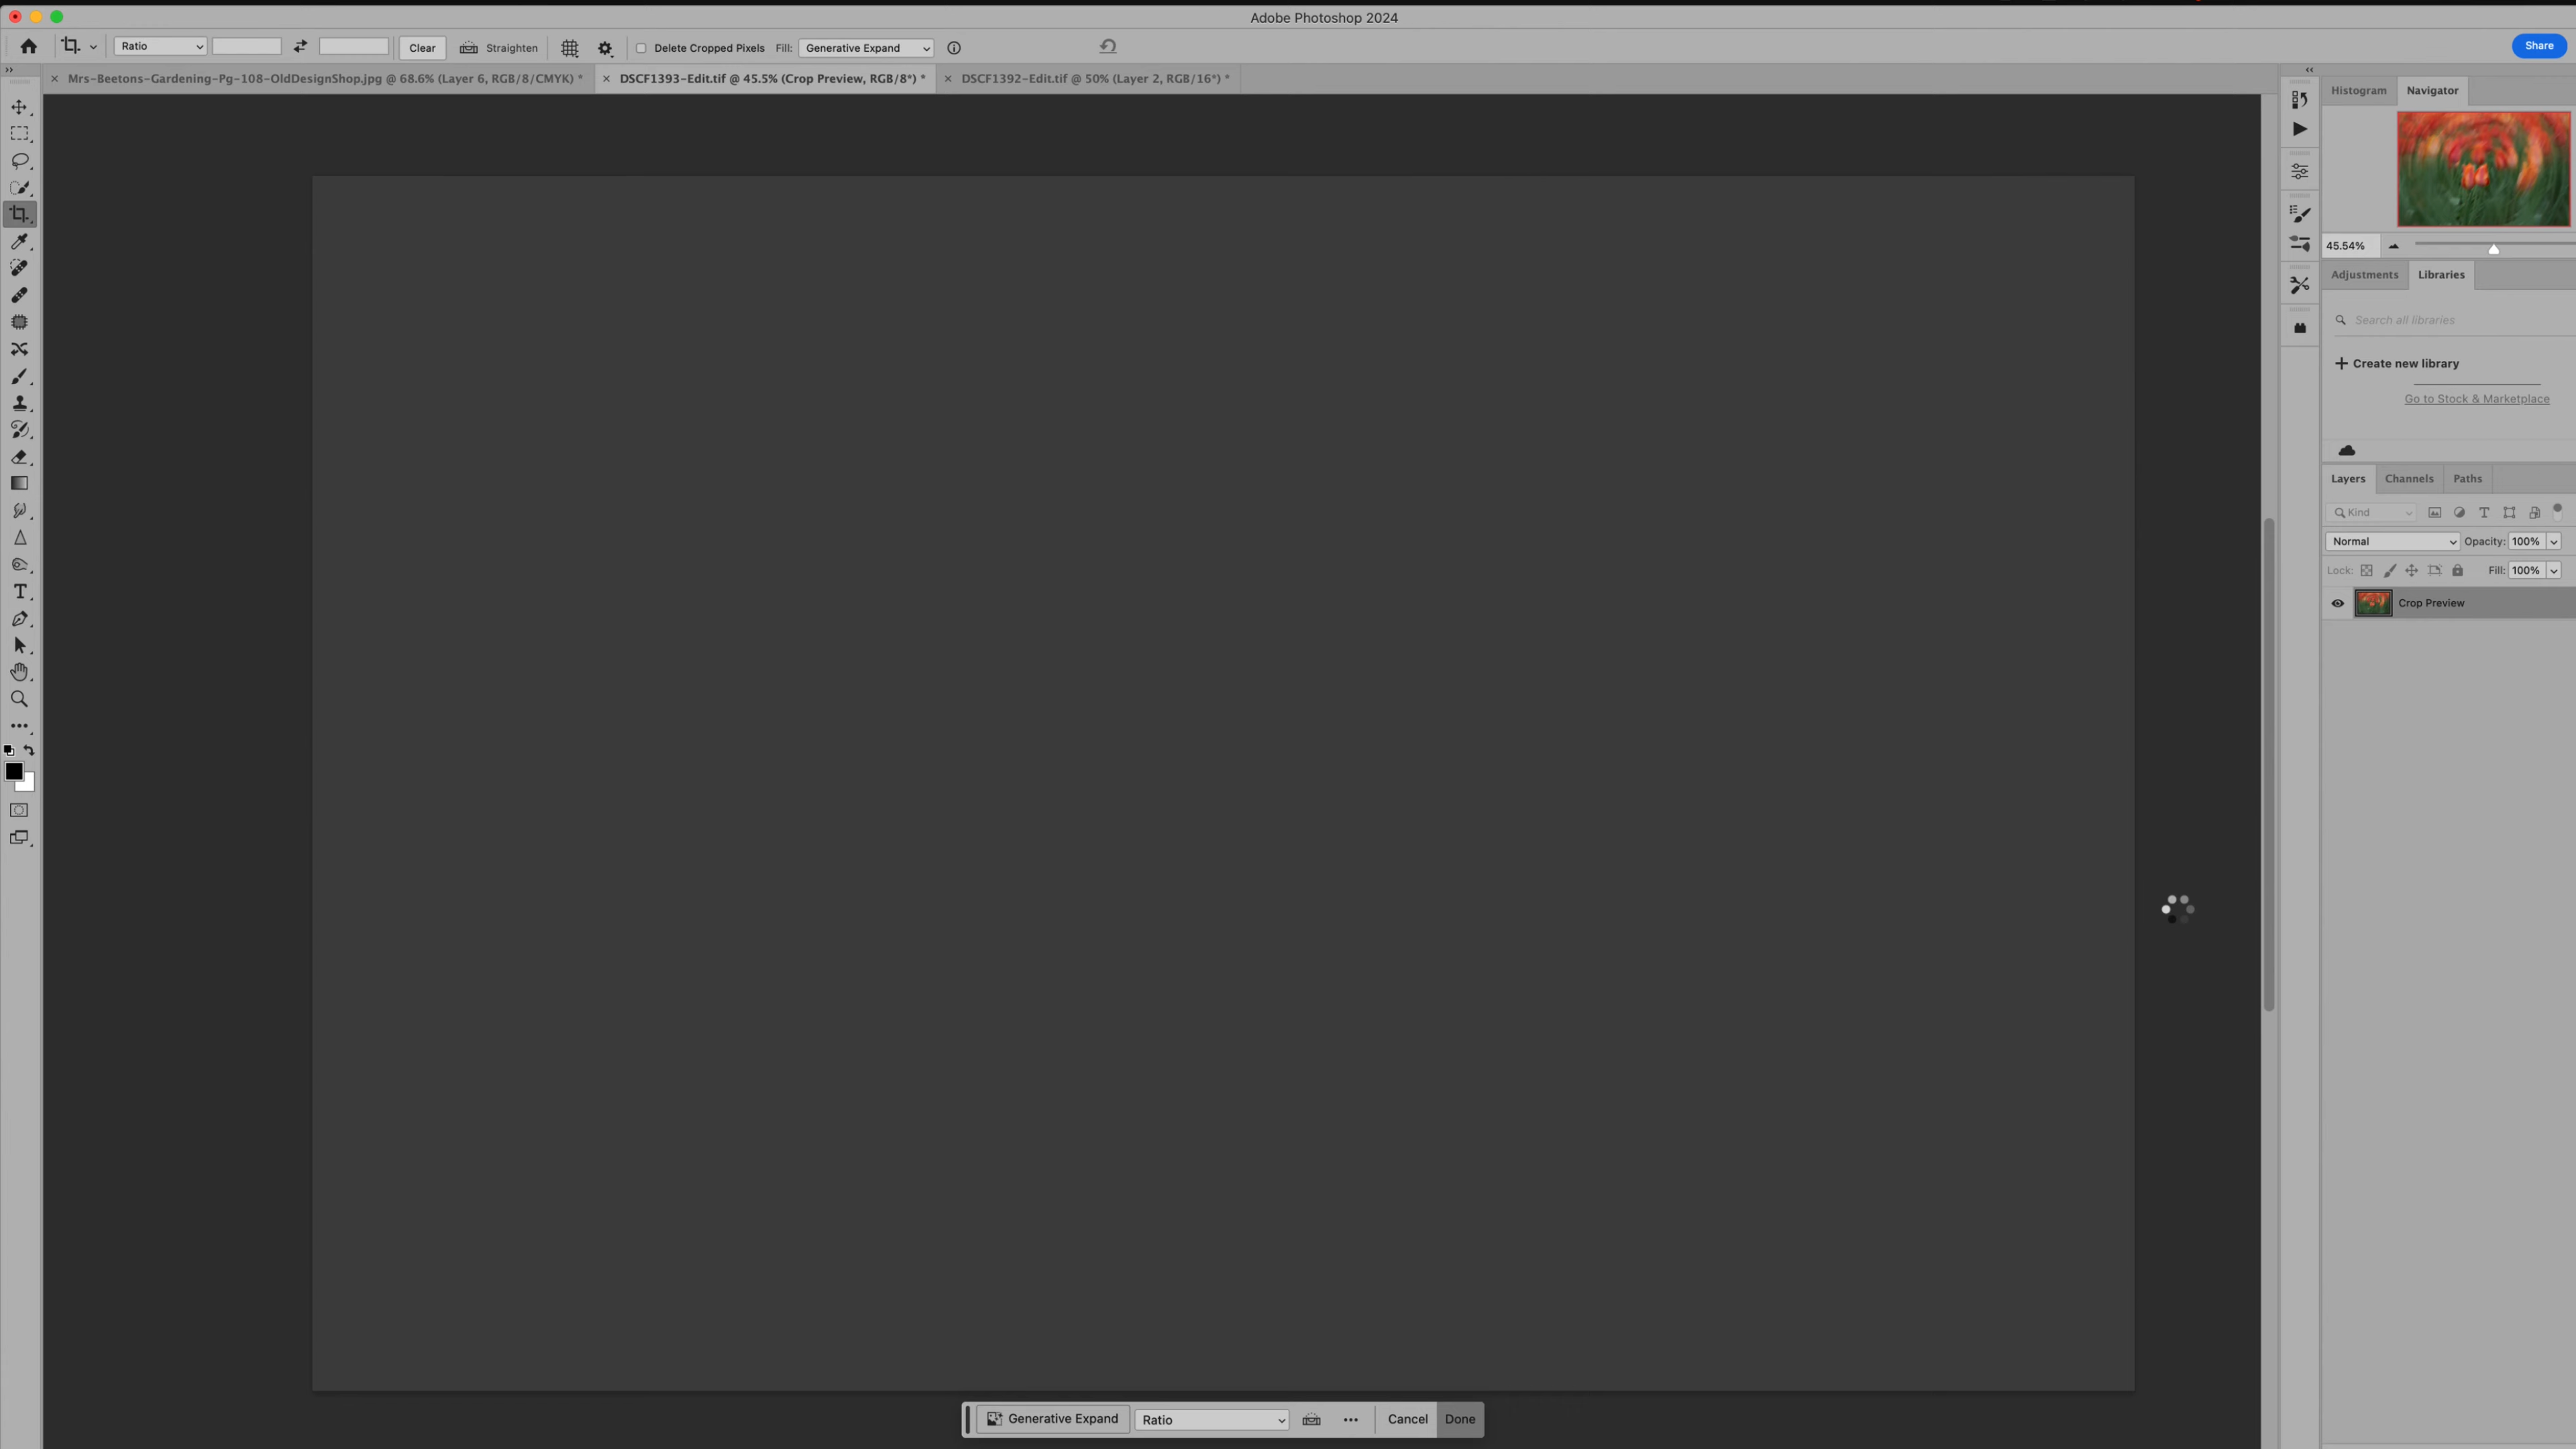 Adobe Photoshop 2024
Ratio Clear Straighten Delete Cropped Pixels Fill: Generative Expand Share
Mrs-Beetons-Gardening-Pg-108-OldDesignShop.jpg @ 68.6% (Layer 6, RGB/8/CMYK) * DSCF1393-Edit.tif @ 45.5% (Crop Preview, RGB/8*) * DSCF1392-Edit.tif @ 50% (Layer 2, RGB/16*) *
Histogram Navigator
45.54%
Adjustments Libraries
Search all libraries
Create new library
Go to Stock & Marketplace
Layers Channels Paths
Kind
Normal Opacity: 100%
Lock: Fill: 100%
Crop Preview
Generative Expand Ratio Cancel Done